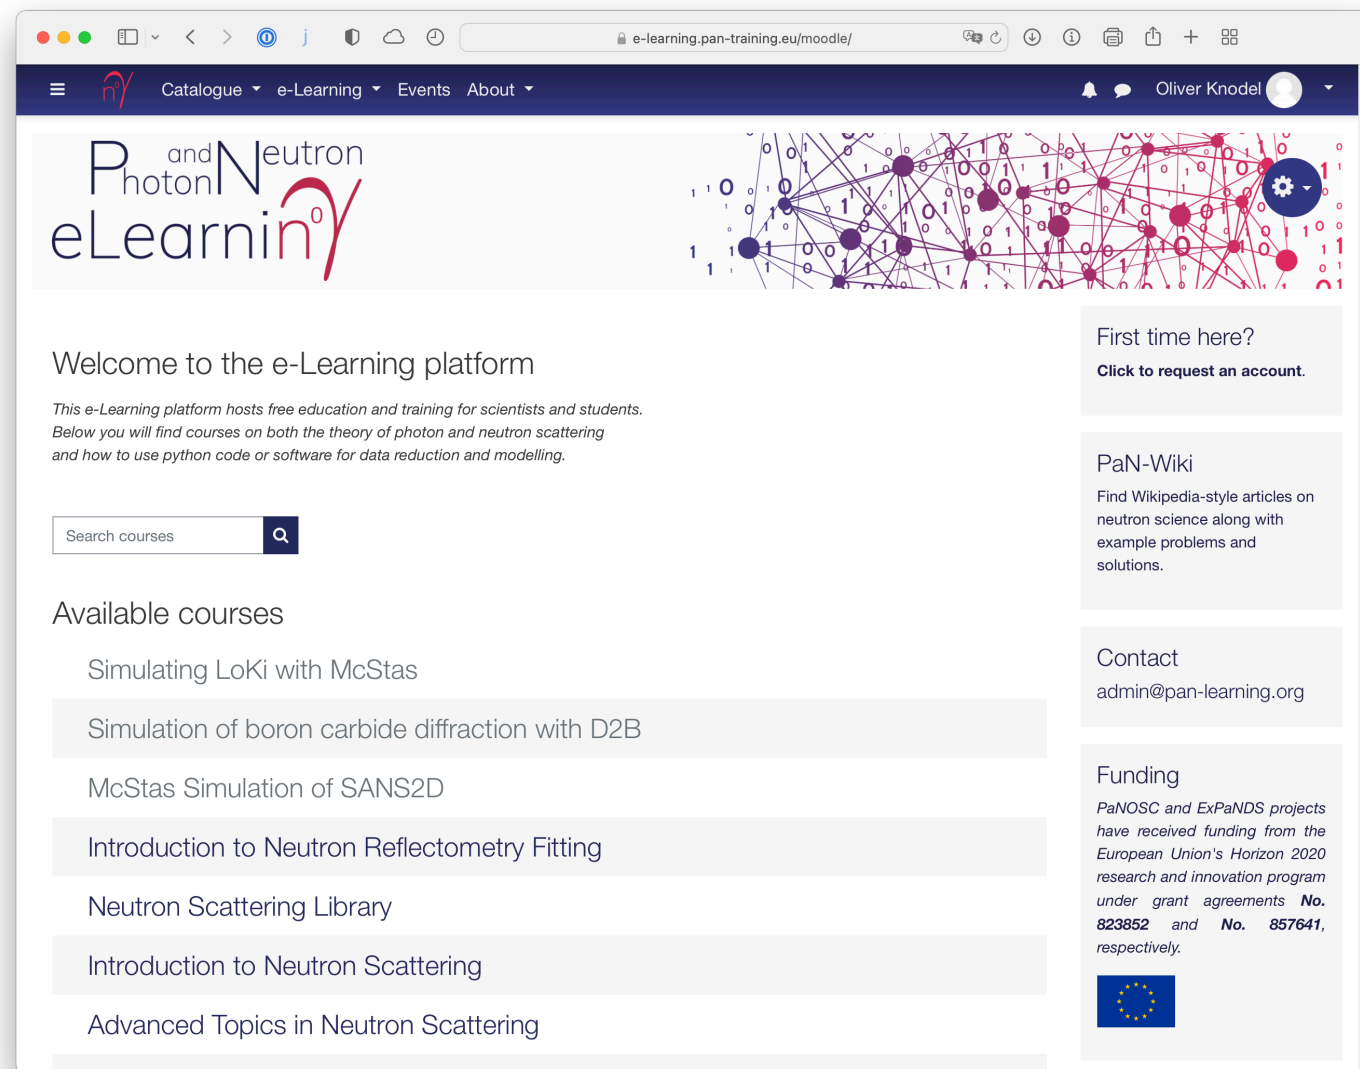 e-learning.pan-training.eu/moodle/
Catalogue e-Learning Events About
Oliver Knodel
Photon and Neutron
eLearning
Welcome to the e-Learning platform
This e-Learning platform hosts free education and training for scientists and students.
Below you will find courses on both the theory of photon and neutron scattering
and how to use python code or software for data reduction and modelling.
Search courses
Available courses
Simulating LoKi with McStas
Simulation of boron carbide diffraction with D2B
McStas Simulation of SANS2D
Introduction to Neutron Reflectometry Fitting
Neutron Scattering Library
Introduction to Neutron Scattering
Advanced Topics in Neutron Scattering
First time here?
Click to request an account.
PaN-Wiki
Find Wikipedia-style articles on
neutron science along with
example problems and
solutions.
Contact
admin@pan-learning.org
Funding
PaNOSC and ExPaNDS projects
have received funding from the
European Union's Horizon 2020
research and innovation program
under grant agreements No.
823852 and No. 857641,
respectively.